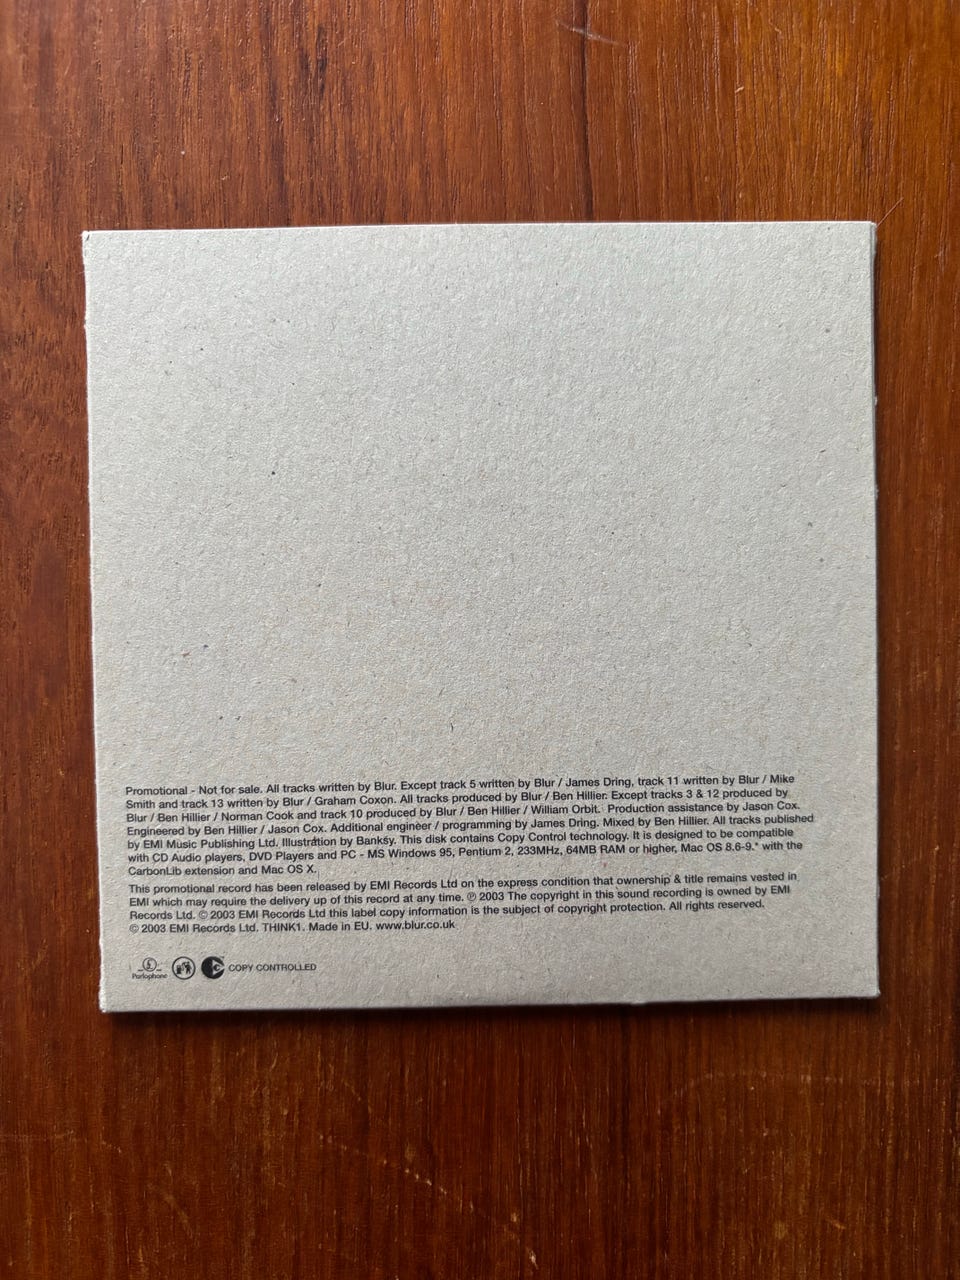 Promotional - Not for sale. All tracks written by Blur. Except track 5 written by Blur / James Dring, track 11 written by Blur / Mike
Smith and track 13 written by Blur / Graham Coxon. All tracks produced by Blur / Ben Hillier. Except tracks 3 & 12 produced by
Blur / Ben Hillier / Norman Cook and track 10 produced by Blur / Ben Hillier / William Orbit. Production assistance by Jason Cox.
Engineered by Ben Hillier / Jason Cox. Additional engineer / programming by James Dring. Mixed by Ben Hillier. All tracks published
by EMI Music Publishing Ltd. Illustration by Banksy. This disk contains Copy Control technology. It is designed to be compatible
with CD Audio players, DVD Players and PC - MS Windows 95, Pentium 2, 233MHz, 64MB RAM or higher, Mac OS 8.6-9.* with the
CarbonLib extension and Mac OS X.
This promotional record has been released by EMI Records Ltd on the express condition that ownership & title remains vested in
EMI which may require the delivery up of this record at any time. ℗ 2003 The copyright in this sound recording is owned by EMI
Records Ltd. © 2003 EMI Records Ltd this label copy information is the subject of copyright protection. All rights reserved.
© 2003 EMI Records Ltd. THINK1. Made in EU. www.blur.co.uk
Parlophone
COPY CONTROLLED